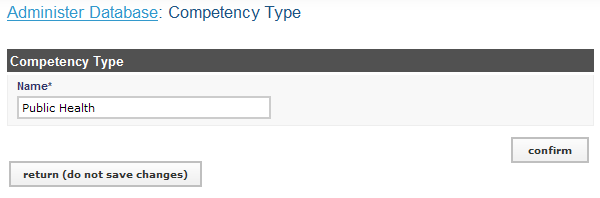 Administer Database: Competency Type
Competency Type
Name*
Public Health
confirm
return (do not save changes)